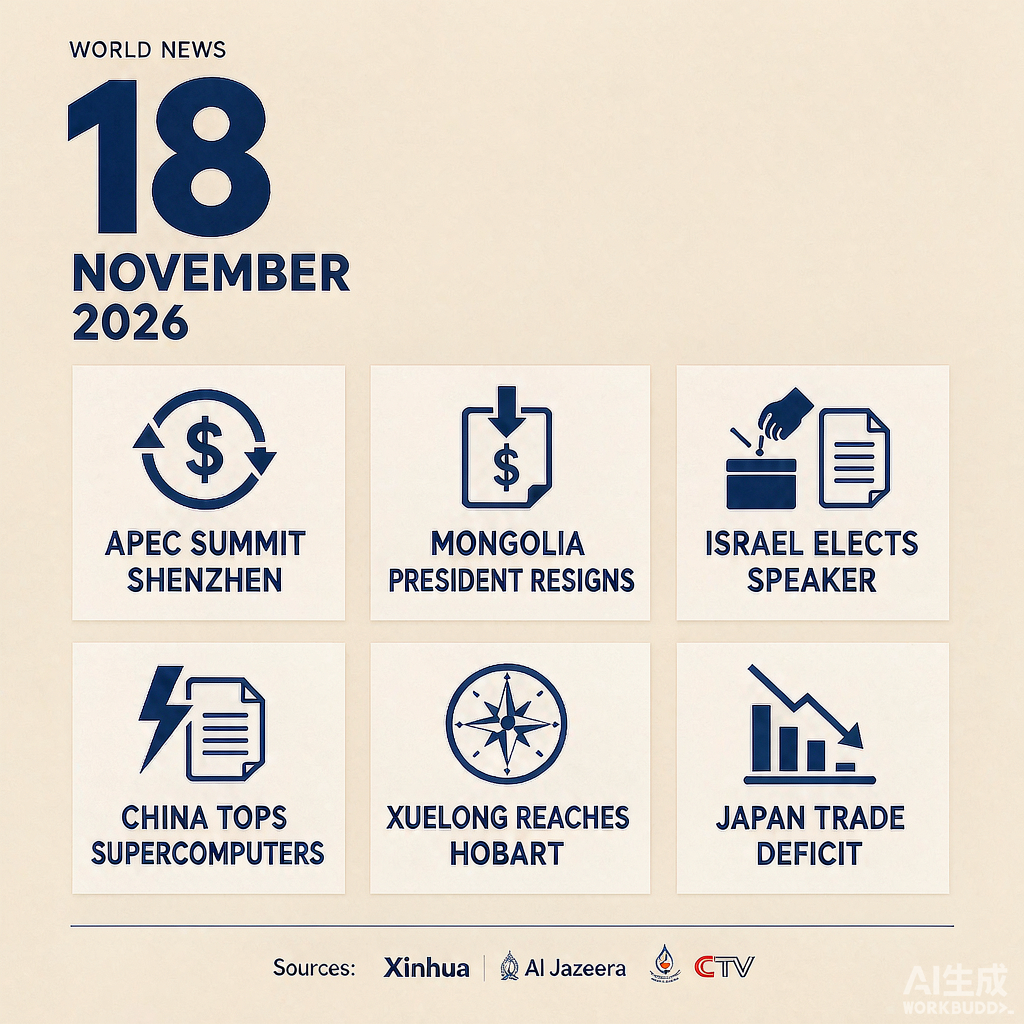 WORLD NEWS
18
NOVEMBER
2026
APEC SUMMIT
SHENZHEN
MONGOLIA
PRESIDENT RESIGNS
ISRAEL ELECTS
SPEAKER
CHINA TOPS
SUPERCOMPUTERS
XUELONG REACHES
HOBART
JAPAN TRADE
DEFICIT
Sources: Xinhua Al Jazeera CTV
AI生成
WORKBUDDY